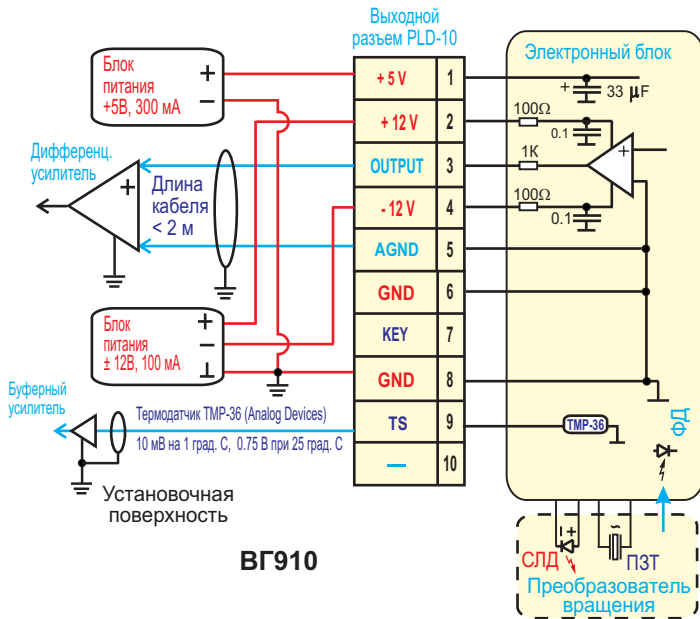 Выходной
разъем PLD-10
Блок
питания
+5В, 300 мА
+
−
Дифференц.
усилитель
+
Длина
кабеля
< 2 м
Блок
питания
± 12В, 100 мА
+
−
⊥
Буферный
усилитель
Термодатчик TMP-36 (Analog Devices)
10 мВ на 1 град. С, 0.75 В при 25 град. С
Установочная
поверхность
ВГ910
+ 5 V 1
+ 12 V 2
OUTPUT 3
- 12 V 4
AGND 5
GND 6
KEY 7
GND 8
TS 9
— 10
Электронный блок
+ 33 μF
100Ω
0.1
1К
+
100Ω
0.1
TMP-36
ФД
− +
~
СЛД
ПЗТ
Преобразователь
вращения